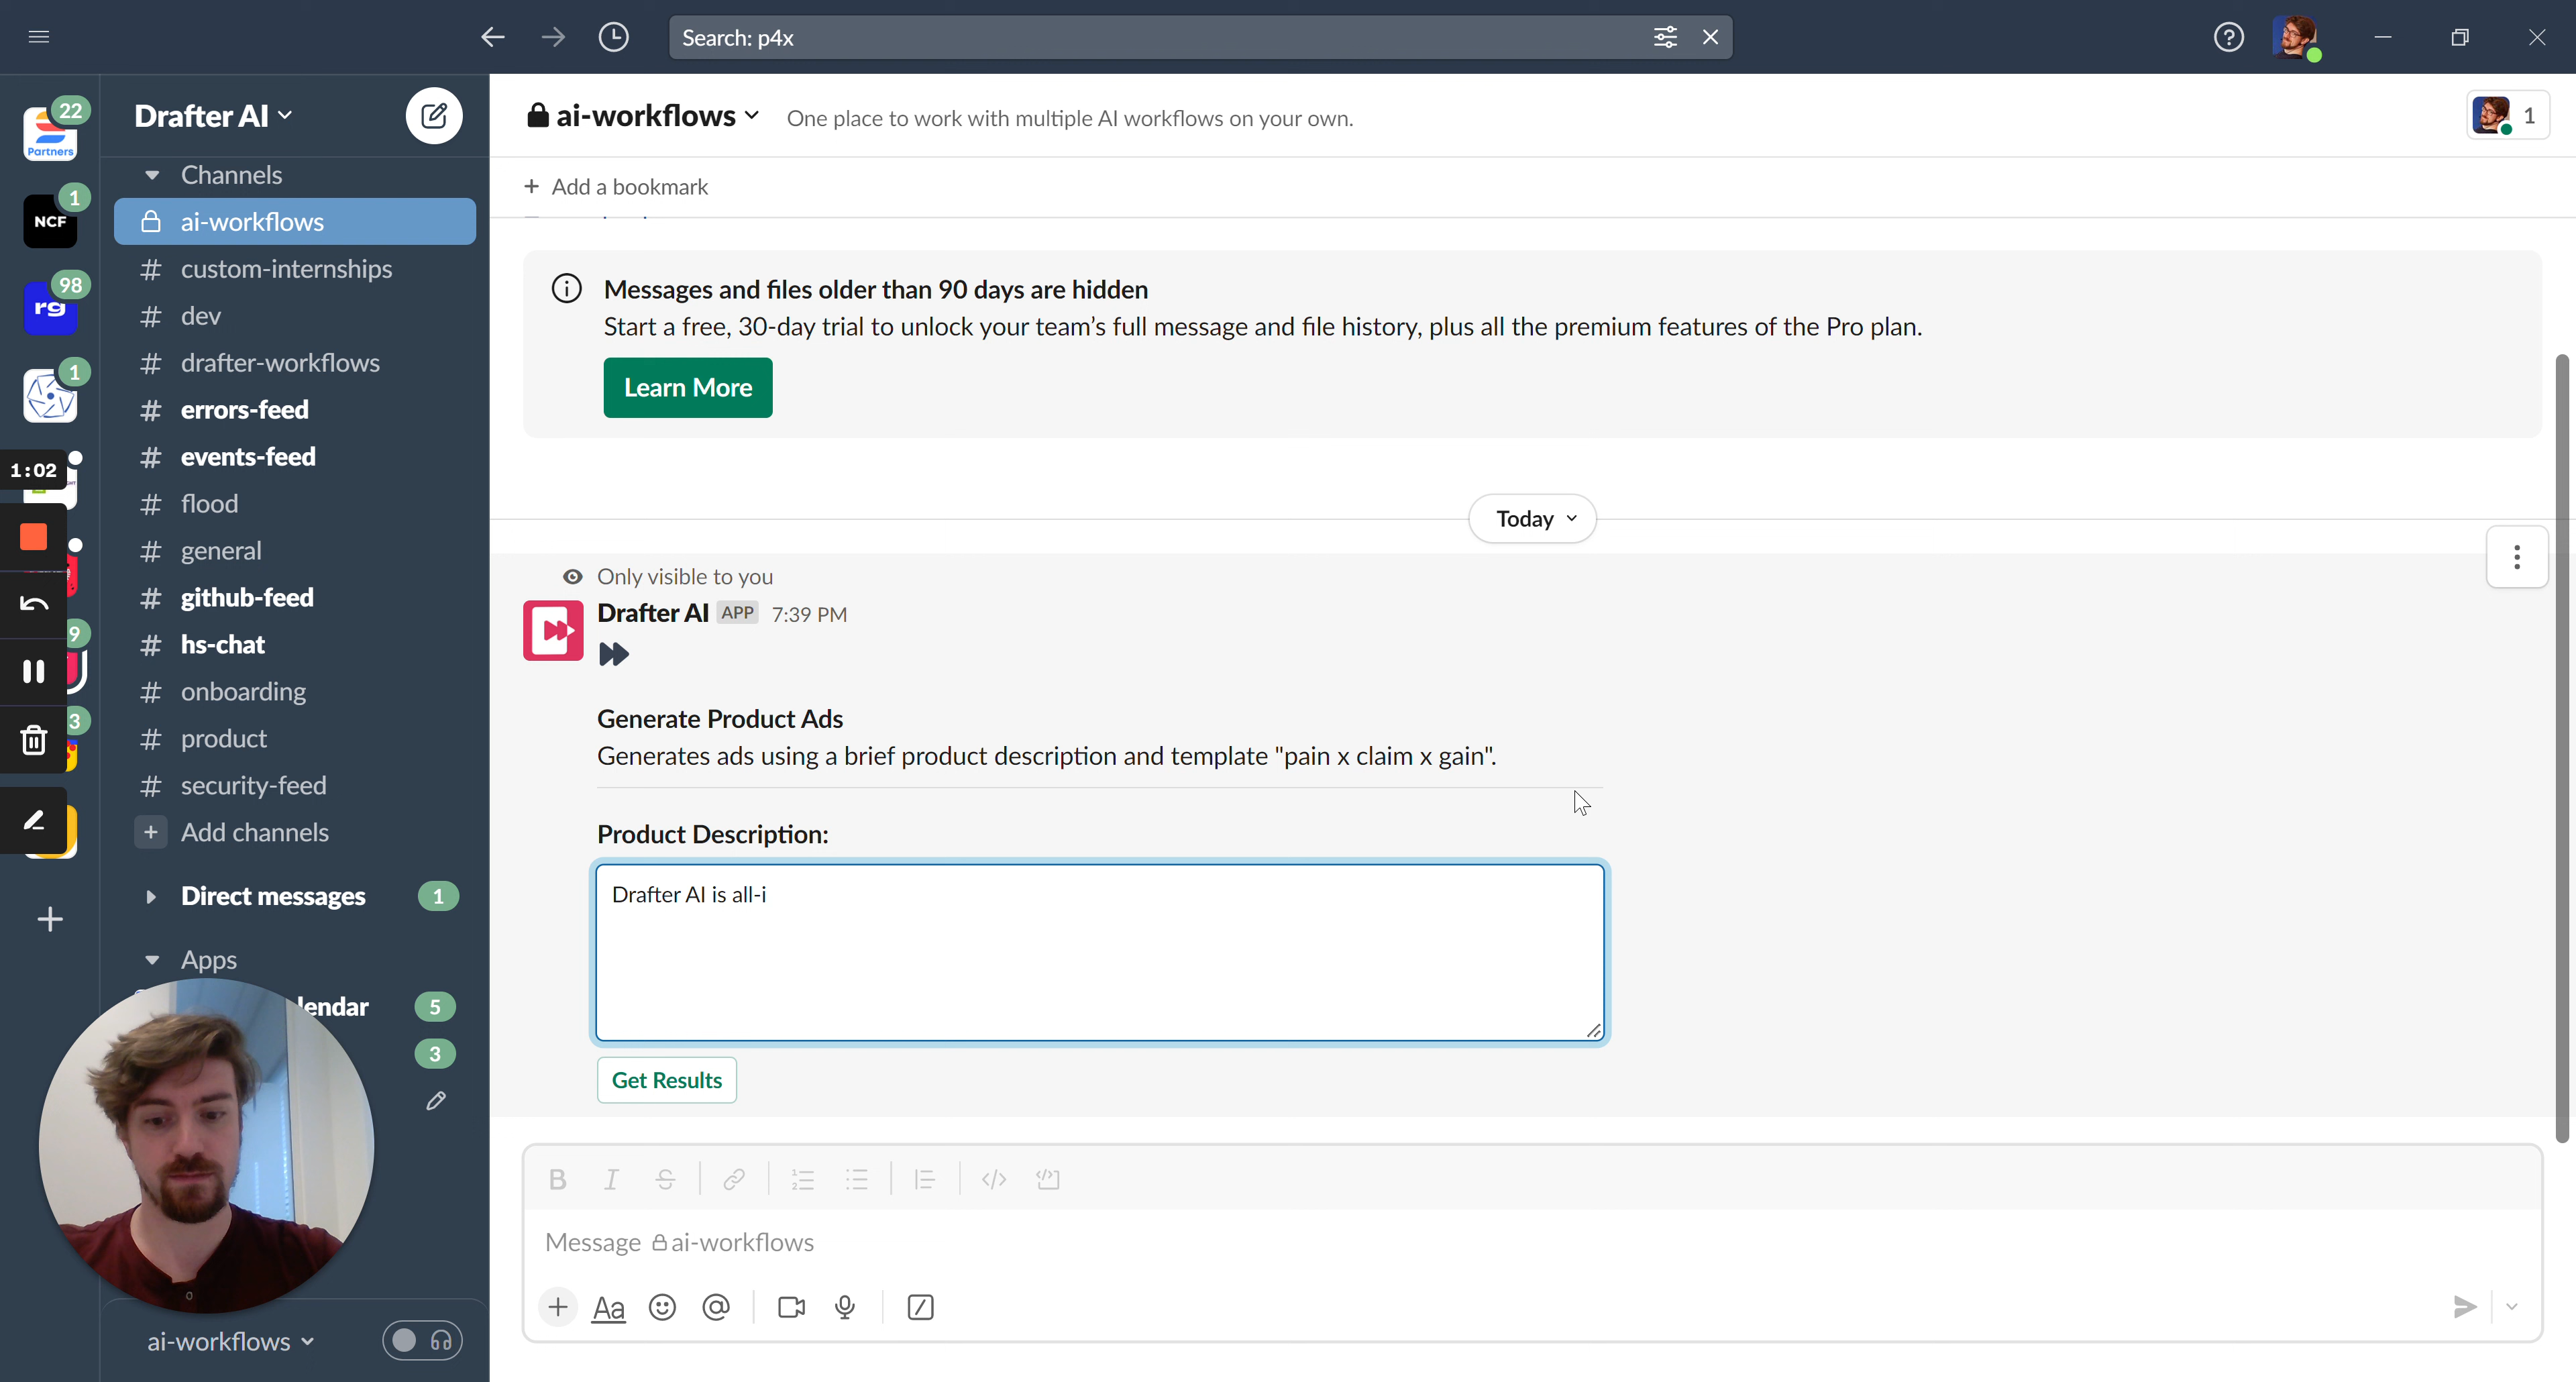 Search: p4x
22
Partners
1
NCF
98
rg
1
1:02
9
3
Drafter AI
Channels
ai-workflows
# custom-internships
# dev
# drafter-workflows
# errors-feed
# events-feed
# flood
# general
# github-feed
# hs-chat
# onboarding
# product
# security-feed
+ Add channels
Direct messages 1
Apps
lendar 5
3
ai-workflows
ai-workflows
One place to work with multiple AI workflows on your own.
1
+ Add a bookmark
Messages and files older than 90 days are hidden
Start a free, 30-day trial to unlock your team’s full message and file history, plus all the premium features of the Pro plan.
Learn More
Today
Only visible to you
Drafter AI APP 7:39 PM
Generate Product Ads
Generates ads using a brief product description and template "pain x claim x gain".
Product Description:
Drafter AI is all-i
Get Results
Message ai-workflows
Aa